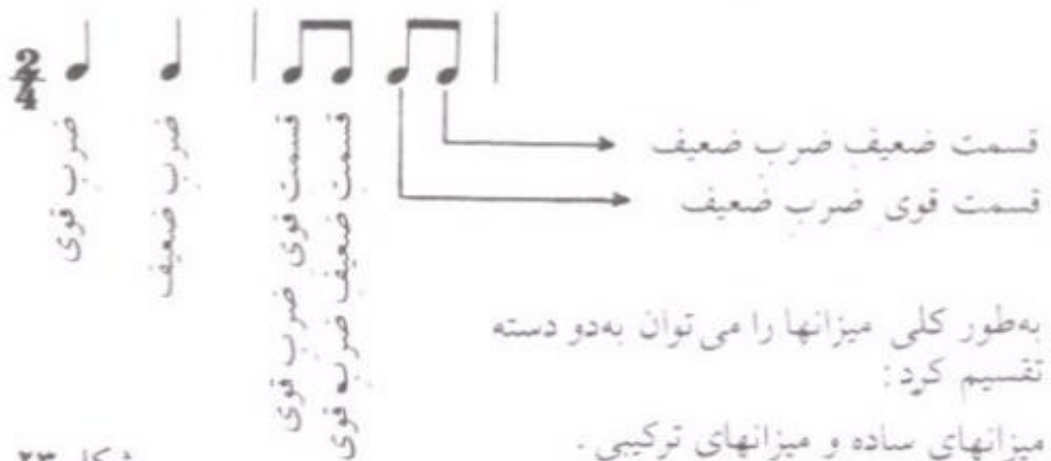 2
4
ضرب قوی
ضرب ضعیف
قسمت قوی ضرب قوی
قسمت ضعیف ضرب قوی
قسمت ضعیف ضرب ضعیف
قسمت قوی ضرب ضعیف
به‌طور کلی میزانها را می‌توان به‌دو دسته
تقسیم کرد:
میزانهای ساده و میزانهای ترکیبی.
شکل ۲۳